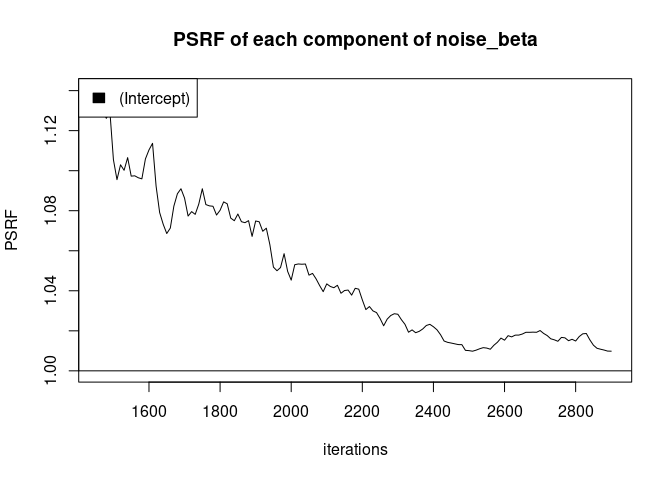 PSRF of each component of noise_beta
(Intercept)
PSRF
1.12
1.08
1.04
1.00
1600 1800 2000 2200 2400 2600 2800
iterations